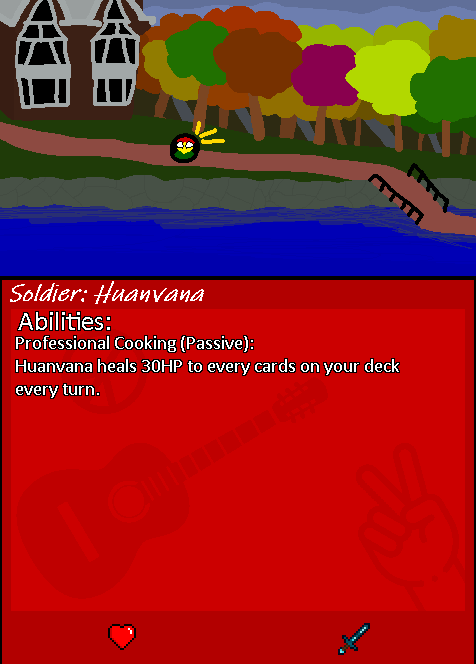 Soldier: Huanvana
Abilities:
Professional Cooking (Passive):
Huanvana heals 30HP to every cards on your deck
every turn.